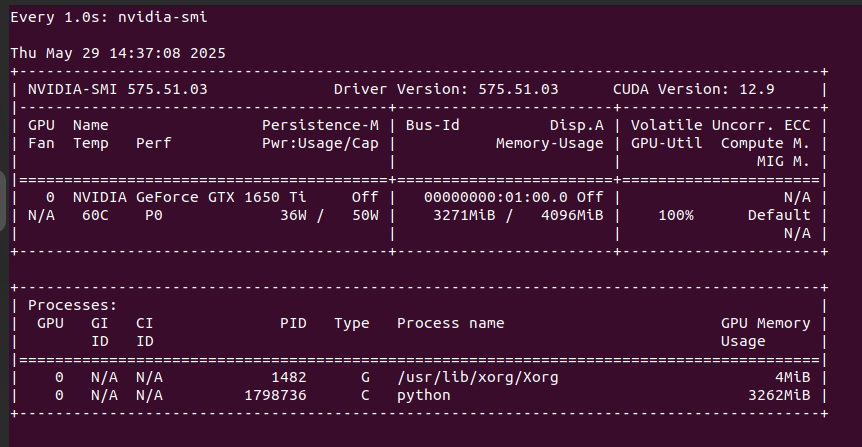 Every 1.0s: nvidia-smi
Thu May 29 14:37:08 2025
+-----------------------------------------------------------------------------------------+
| NVIDIA-SMI 575.51.03              Driver Version: 575.51.03      CUDA Version: 12.9     |
|-----------------------------------------+------------------------+----------------------+
| GPU  Name                 Persistence-M | Bus-Id          Disp.A | Volatile Uncorr. ECC |
| Fan  Temp   Perf          Pwr:Usage/Cap |           Memory-Usage | GPU-Util  Compute M. |
|                                         |                        |               MIG M. |
|=========================================+========================+======================|
|   0  NVIDIA GeForce GTX 1650 Ti     Off |   00000000:01:00.0 Off |                  N/A |
| N/A   60C    P0             36W /   50W |    3271MiB /   4096MiB |    100%      Default |
|                                         |                        |                  N/A |
+-----------------------------------------+------------------------+----------------------+
+-----------------------------------------------------------------------------------------+
| Processes:                                                                              |
|  GPU   GI   CI                PID   Type   Process name                      GPU Memory |
|        ID   ID                                                               Usage      |
|=========================================================================================|
|    0   N/A  N/A            1482      G   /usr/lib/xorg/Xorg                        4MiB |
|    0   N/A  N/A         1798736      C   python                                 3262MiB |
+-----------------------------------------------------------------------------------------+